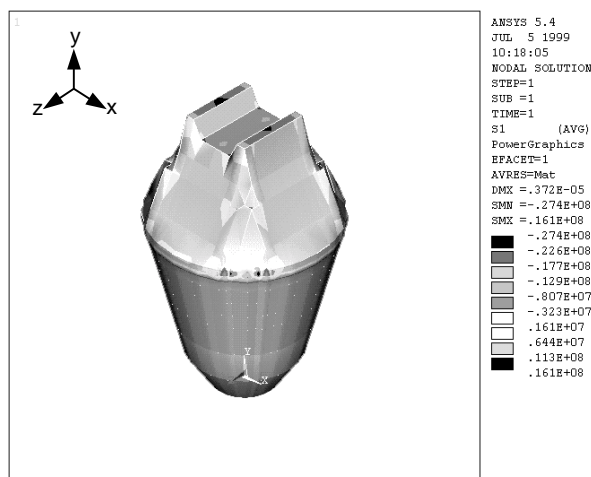 1
y
z
x
Y
X
ANSYS 5.4
JUL 5 1999
10:18:05
NODAL SOLUTION
STEP=1
SUB =1
TIME=1
S1 (AVG)
PowerGraphics
EFACET=1
AVRES=Mat
DMX =.372E-05
SMN =-.274E+08
SMX =.161E+08
-.274E+08
-.226E+08
-.177E+08
-.129E+08
-.807E+07
-.323E+07
.161E+07
.644E+07
.113E+08
.161E+08